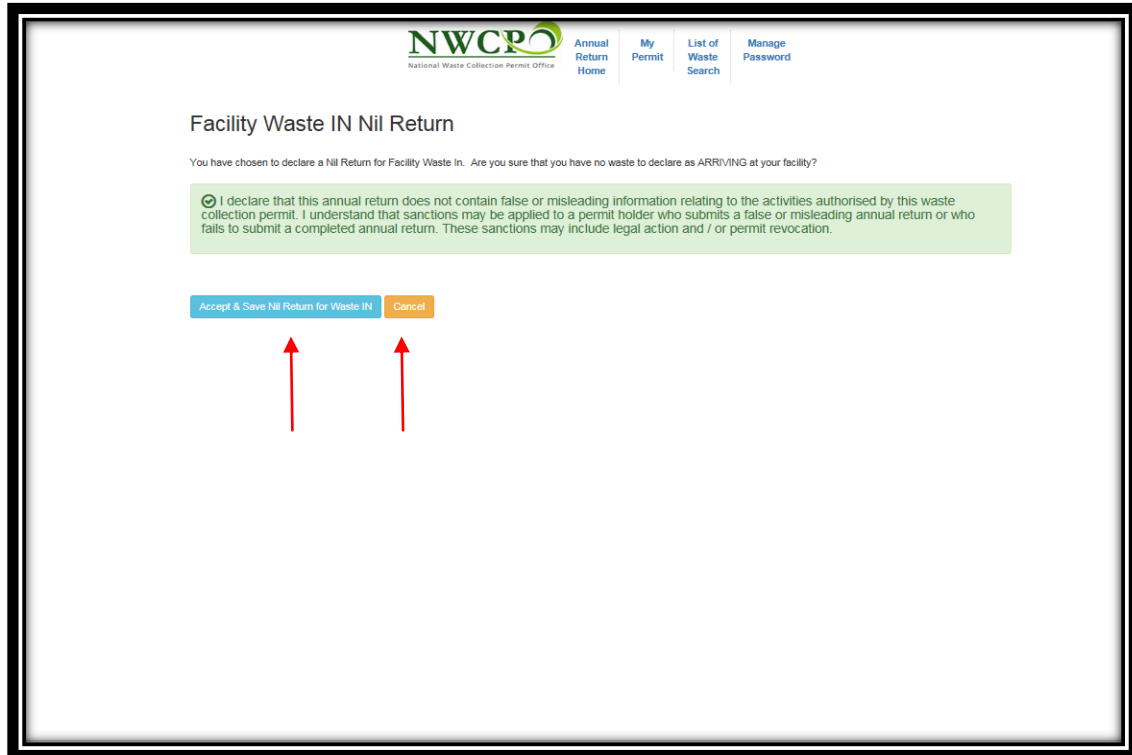 NWCPO
National Waste Collection Permit Office
Annual Return Home
My Permit
List of Waste Search
Manage Password
Facility Waste IN Nil Return
You have chosen to declare a Nil Return for Facility Waste In. Are you sure that you have no waste to declare as ARRIVING at your facility?
I declare that this annual return does not contain false or misleading information relating to the activities authorised by this waste
collection permit. I understand that sanctions may be applied to a permit holder who submits a false or misleading annual return or who
fails to submit a completed annual return. These sanctions may include legal action and / or permit revocation.
Accept & Save Nil Return for Waste IN
Cancel